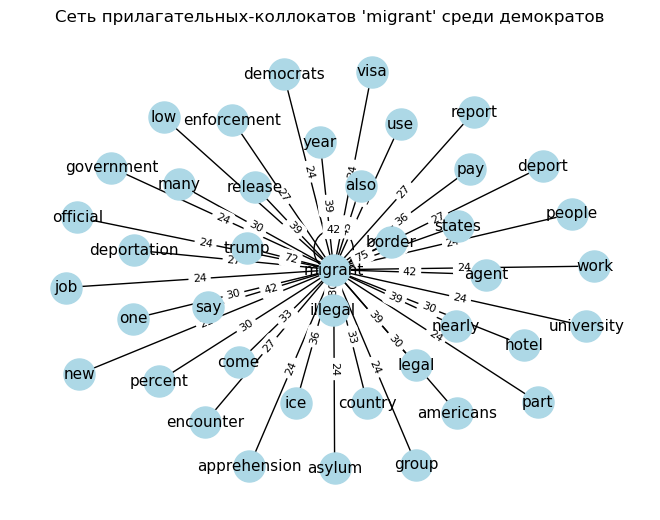 Сеть прилагательных-коллокатов 'migrant' среди демократов
democrats
visa
low
enforcement
use
report
year
government
many
release
also
pay
deport
official
deportation
trump
border
states
people
24
24
27
39
27
39
36
27
24
30
42
24
72
75
migrant
job
24
say
agent
work
42
24
one
30
42
illegal
nearly
university
24
39
30
hotel
new
percent
30
33
27
come
36
39
30
33
24
legal
24
24
24
encounter
ice
country
americans
part
apprehension
asylum
group